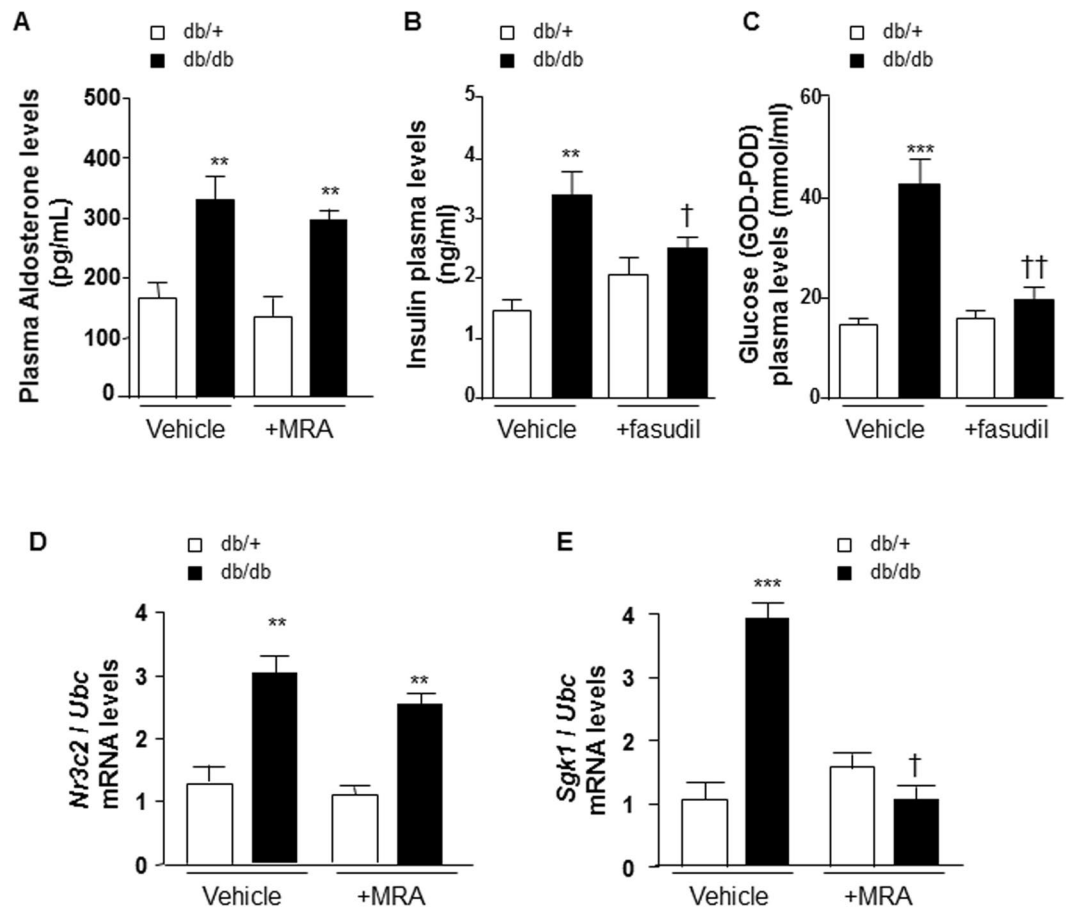 A
db/+
db/db
Plasma Aldosterone levels
(pg/mL)
500
400
300
200
100
0
**
**
Vehicle
+MRA
B
db/+
db/db
Insulin plasma levels
(ng/ml)
5
4
3
2
1
0
**
†
Vehicle
+fasudil
C
db/+
db/db
Glucose (GOD-POD)
plasma levels (mmol/ml)
60
40
20
0
***
††
Vehicle
+fasudil
D
db/+
db/db
Nr3c2 / Ubc
mRNA levels
4
3
2
1
0
**
**
Vehicle
+MRA
E
db/+
db/db
Sgk1 / Ubc
mRNA levels
4
3
2
1
0
***
†
Vehicle
+MRA